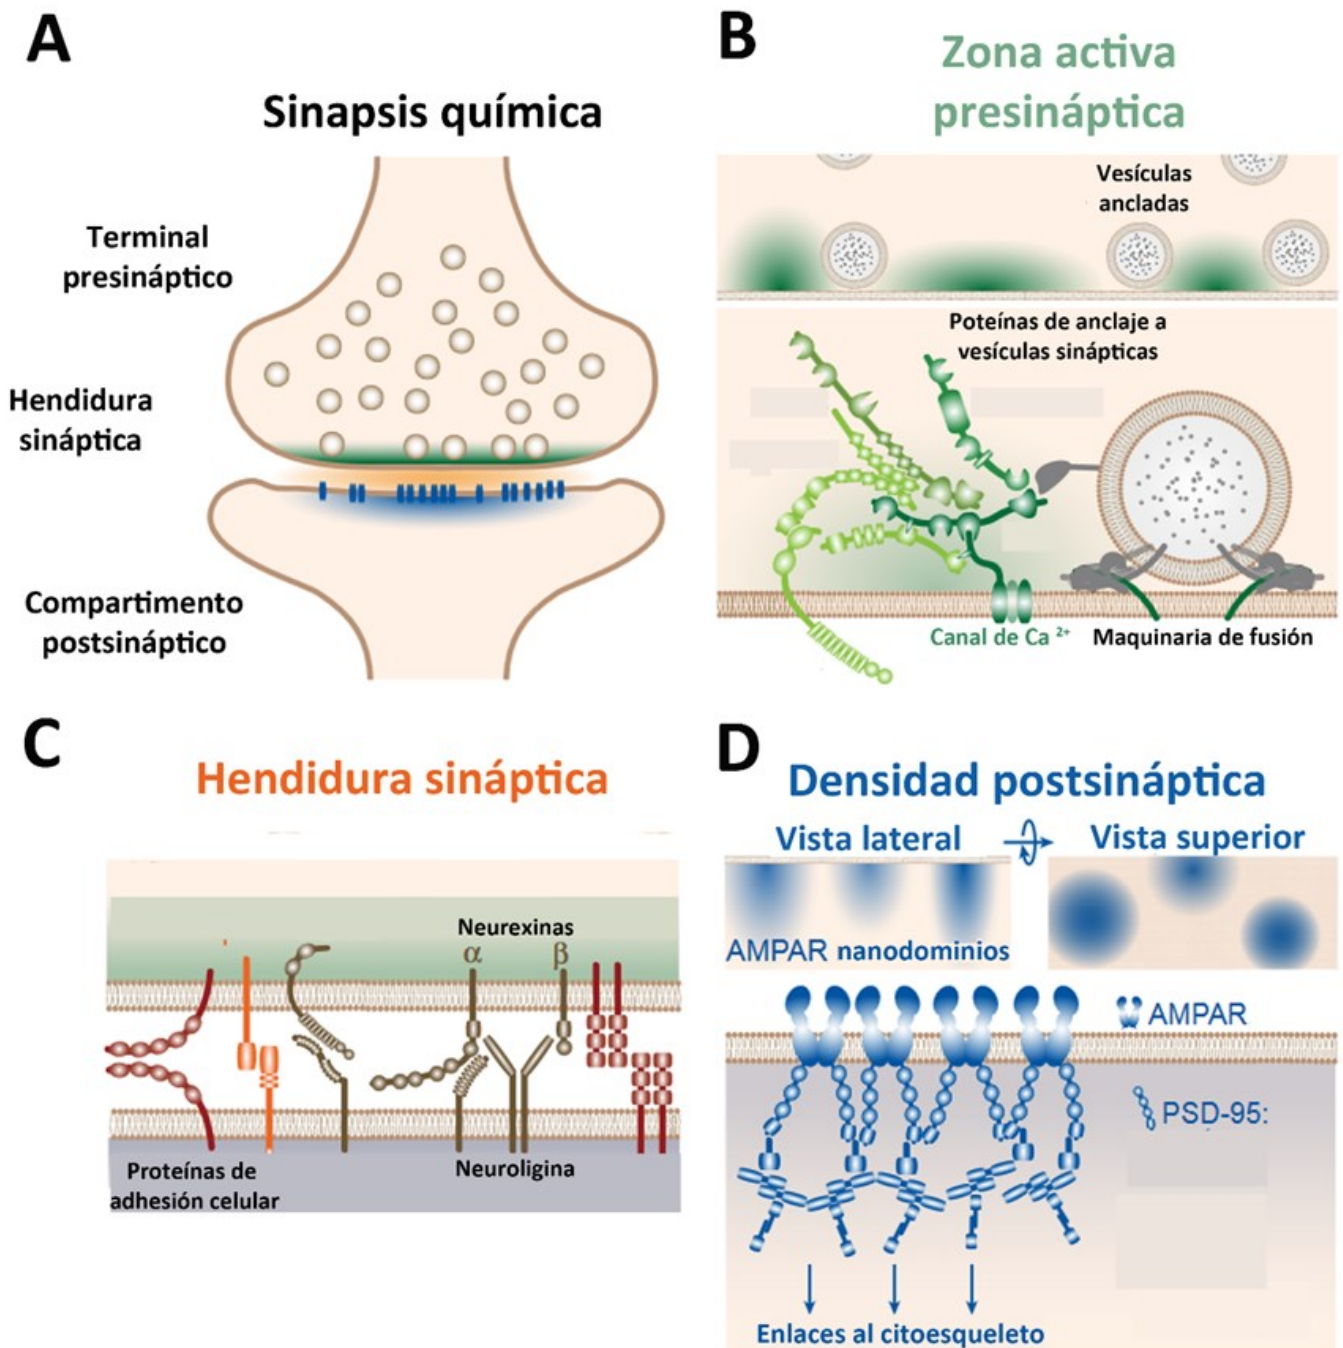 A
Sinapsis química
Terminal
presináptico
Hendidura
sináptica
Compartimento
postsináptico
B
Zona activa
presináptica
Vesículas
ancladas
Poteínas de anclaje a
vesículas sinápticas
Canal de Ca ²⁺
Maquinaria de fusión
C
Hendidura sináptica
Neurexinas
α
β
Proteínas de
adhesión celular
Neuroligina
D
Densidad postsináptica
Vista lateral
Vista superior
AMPAR nanodominios
AMPAR
PSD-95:
Enlaces al citoesqueleto